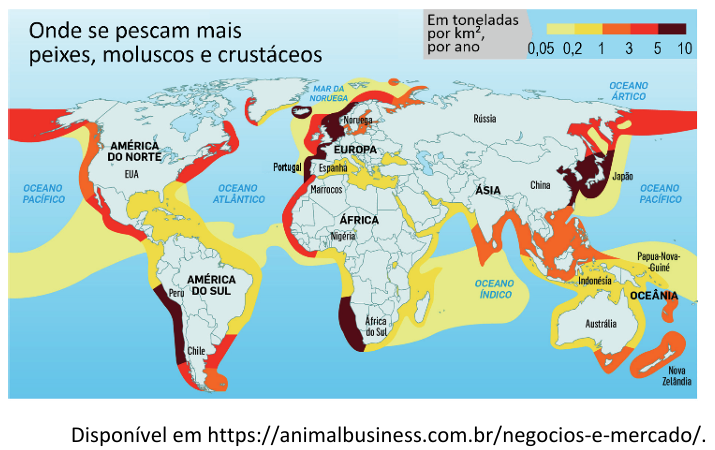 Onde se pescam mais
peixes, moluscos e crustáceos
Em toneladas
por km²,
por ano
0,05 0,2 1 3 5 10
MAR DA
NORUEGA
OCEANO
ÁRTICO
Noruega
Rússia
AMÉRICA
DO NORTE
EUROPA
EUA
Portugal
Espanha
ÁSIA
China
Japão
OCEANO
PACÍFICO
OCEANO
ATLÂNTICO
Marrocos
OCEANO
PACÍFICO
ÁFRICA
Nigéria
Papua-Nova-
Guiné
AMÉRICA
DO SUL
Peru
OCEANO
ÍNDICO
Indonésia
OCEÂNIA
África
do Sul
Austrália
Chile
Nova
Zelândia
Disponível em https://animalbusiness.com.br/negocios-e-mercado/.